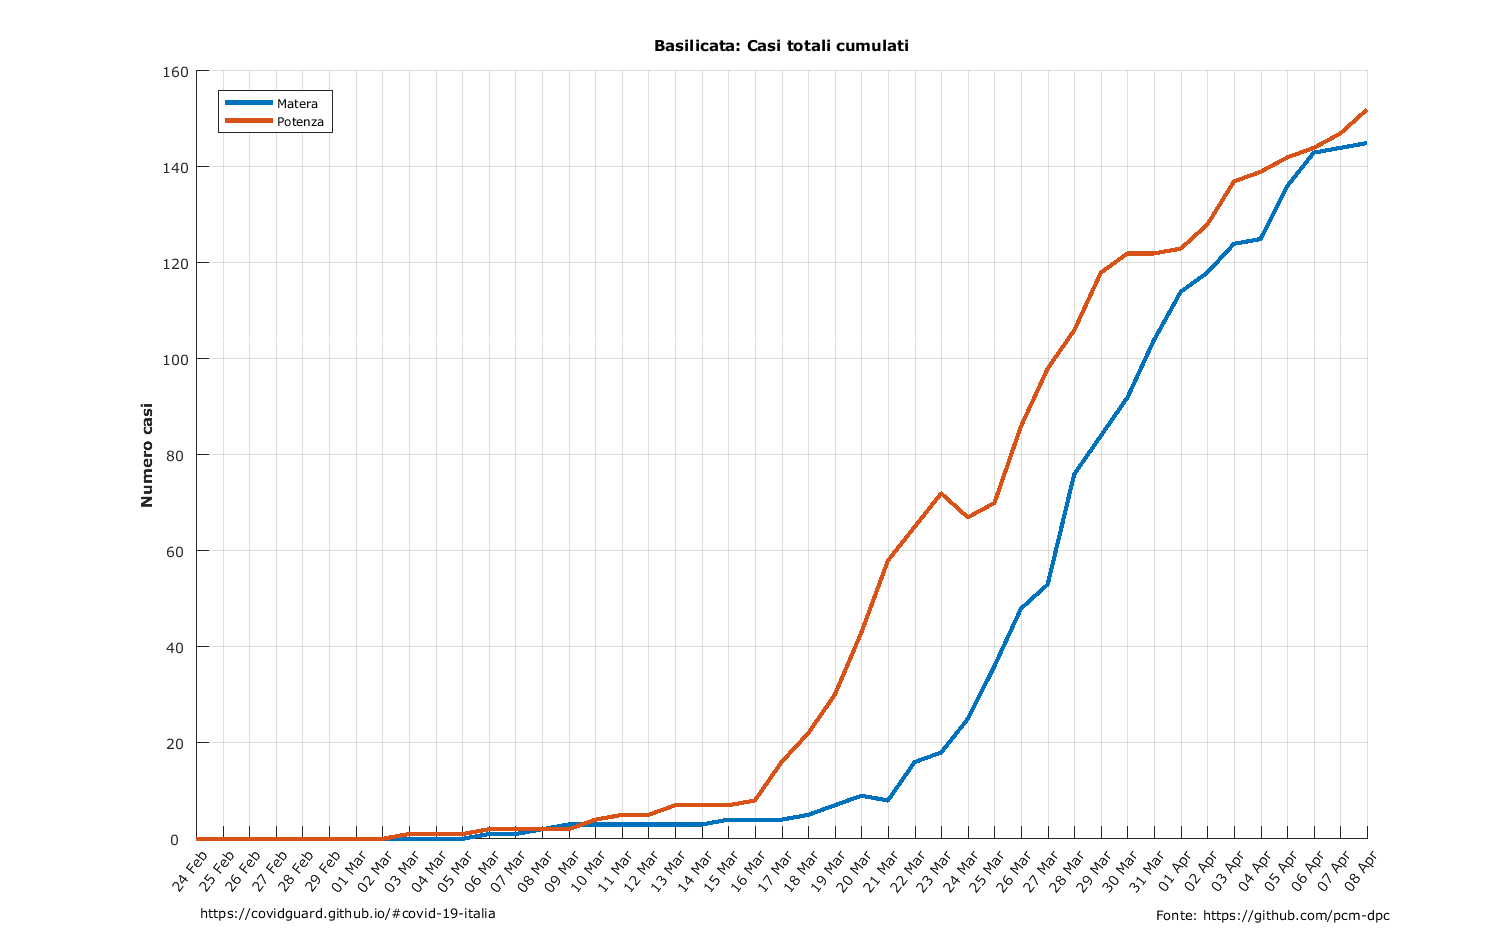 Basilicata: Casi totali cumulati
Numero casi
160
140
120
100
80
60
40
20
0
Matera
Potenza
24 Feb
25 Feb
26 Feb
27 Feb
28 Feb
29 Feb
01 Mar
02 Mar
03 Mar
04 Mar
05 Mar
06 Mar
07 Mar
08 Mar
09 Mar
10 Mar
11 Mar
12 Mar
13 Mar
14 Mar
15 Mar
16 Mar
17 Mar
18 Mar
19 Mar
20 Mar
21 Mar
22 Mar
23 Mar
24 Mar
25 Mar
26 Mar
27 Mar
28 Mar
29 Mar
30 Mar
31 Mar
01 Apr
02 Apr
03 Apr
04 Apr
05 Apr
06 Apr
07 Apr
08 Apr
https://covidguard.github.io/#covid-19-italia
Fonte: https://github.com/pcm-dpc